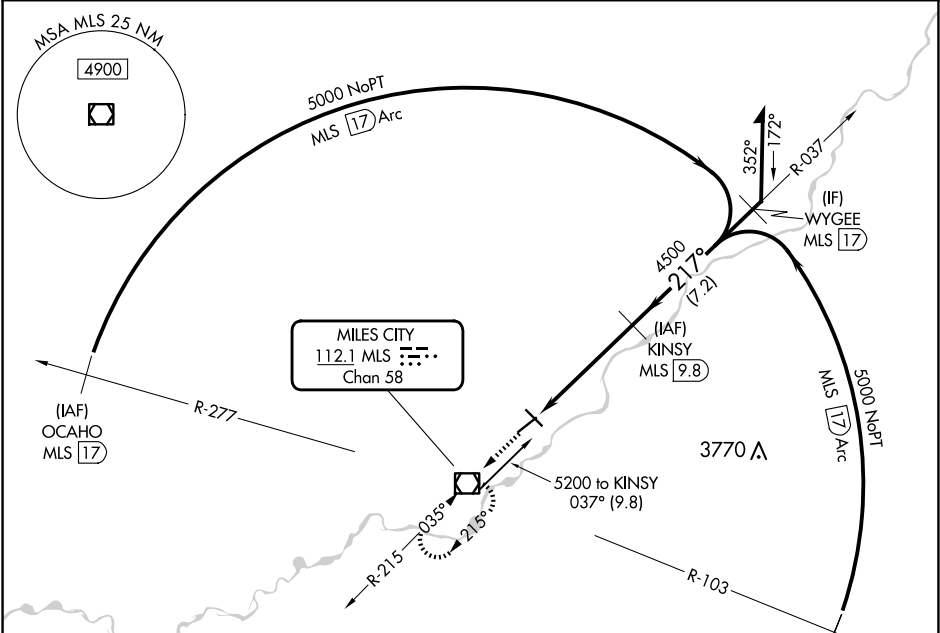 MSA MLS 25 NM
4900
5000 NoPT
MLS 17 Arc
352°
172°
R-037
(IF)
WYGEE
MLS 17
4500
217°
(7.2)
(IAF)
KINSY
MLS 9.8
MILES CITY
112.1 MLS
Chan 58
(IAF)
OCAHO
MLS 17
R-277
5000 NoPT
MLS 17 Arc
3770
5200 to KINSY
037° (9.8)
035°
215°
R-215
R-103